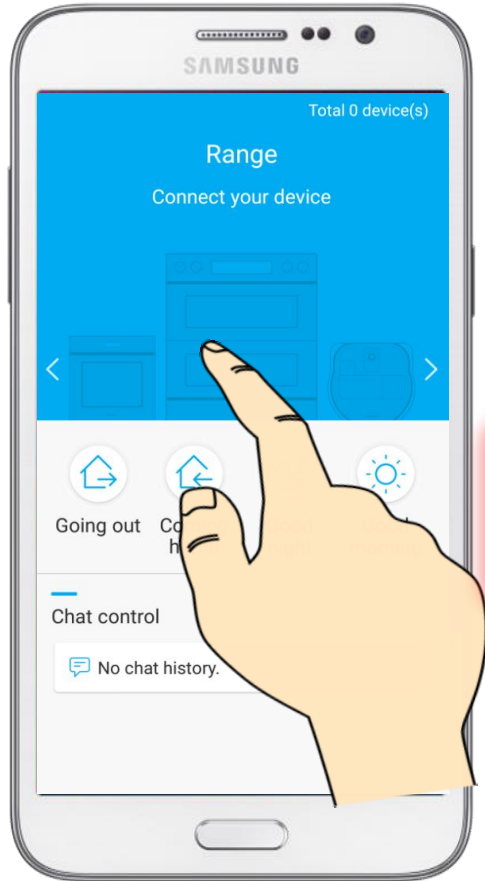 SAMSUNG
Total 0 device(s)
Range
Connect your device
Going out
Chat control
No chat history.